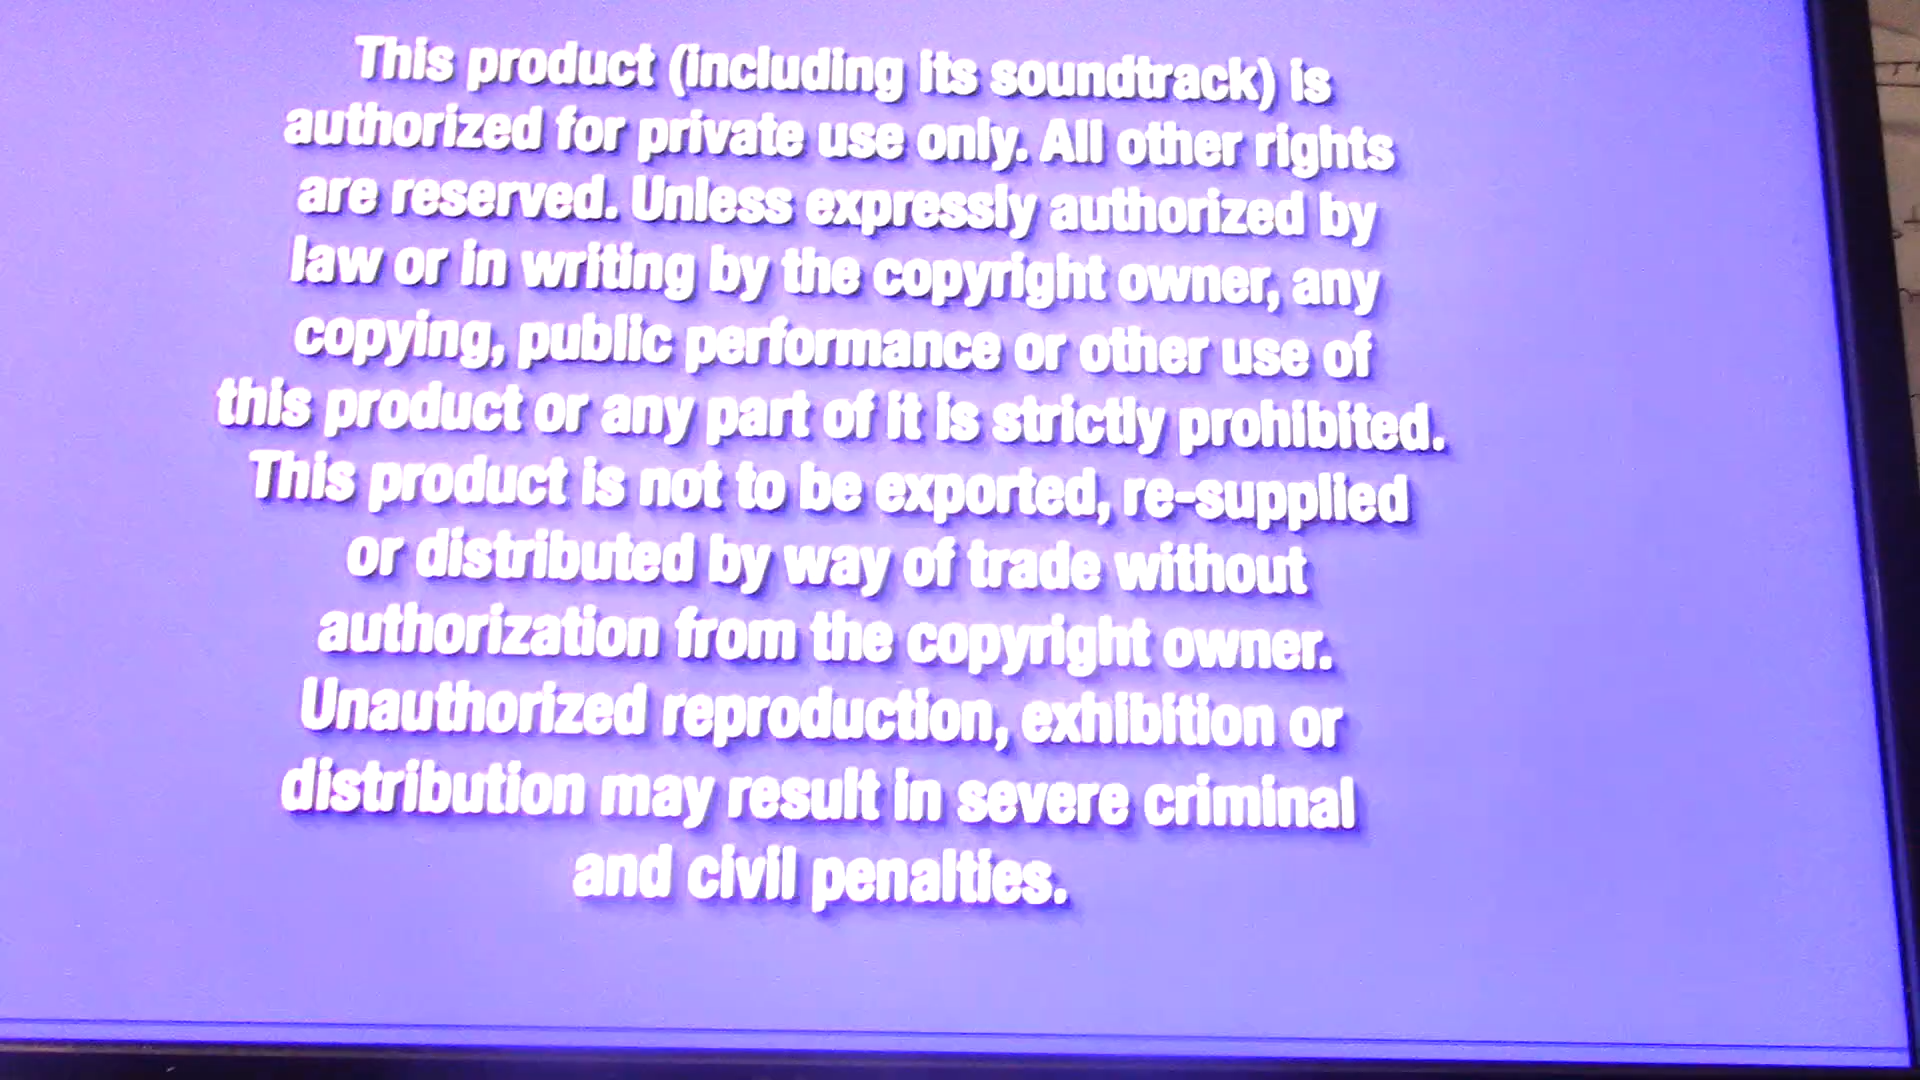 This product (including its soundtrack) is
authorized for private use only. All other rights
are reserved. Unless expressly authorized by
law or in writing by the copyright owner, any
copying, public performance or other use of
this product or any part of it is strictly prohibited.
This product is not to be exported, re-supplied
or distributed by way of trade without
authorization from the copyright owner.
Unauthorized reproduction, exhibition or
distribution may result in severe criminal
and civil penalties.